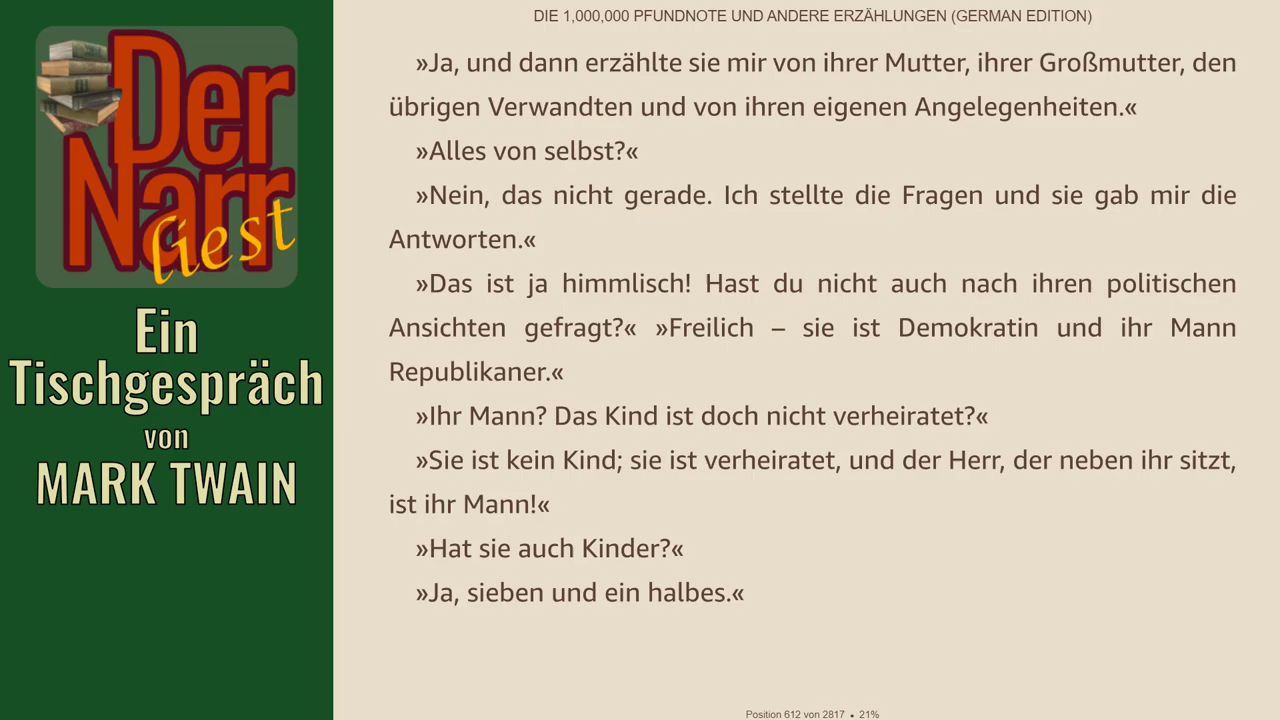 Der
Narr
liest
Ein
Tischgespräch
von
MARK TWAIN
DIE 1,000,000 PFUNDNOTE UND ANDERE ERZÄHLUNGEN (GERMAN EDITION)
»Ja, und dann erzählte sie mir von ihrer Mutter, ihrer Großmutter, den
übrigen Verwandten und von ihren eigenen Angelegenheiten.«
»Alles von selbst?«
»Nein, das nicht gerade. Ich stellte die Fragen und sie gab mir die
Antworten.«
»Das ist ja himmlisch! Hast du nicht auch nach ihren politischen
Ansichten gefragt?« »Freilich – sie ist Demokratin und ihr Mann
Republikaner.«
»Ihr Mann? Das Kind ist doch nicht verheiratet?«
»Sie ist kein Kind; sie ist verheiratet, und der Herr, der neben ihr sitzt,
ist ihr Mann!«
»Hat sie auch Kinder?«
»Ja, sieben und ein halbes.«
Position 612 von 2817 • 21%